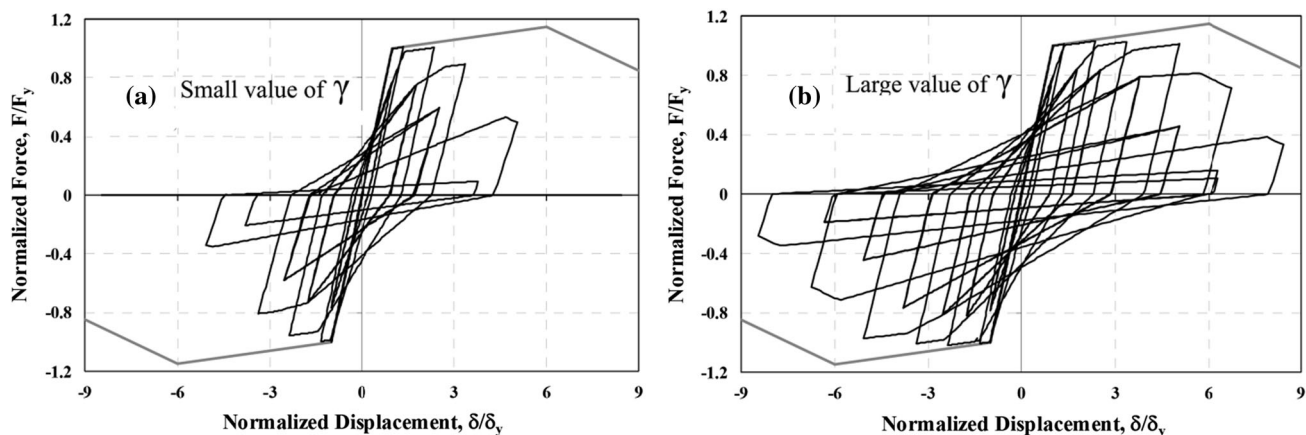 1.2
0.8
0.4
0
-0.4
-0.8
-1.2
Normalized Force, F/Fy
(a) Small value of γ
-9 -6 -3 0 3 6 9
Normalized Displacement, δ/δy
1.2
0.8
0.4
0
-0.4
-0.8
-1.2
Normalized Force, F/Fy
(b) Large value of γ
-9 -6 -3 0 3 6 9
Normalized Displacement, δ/δy